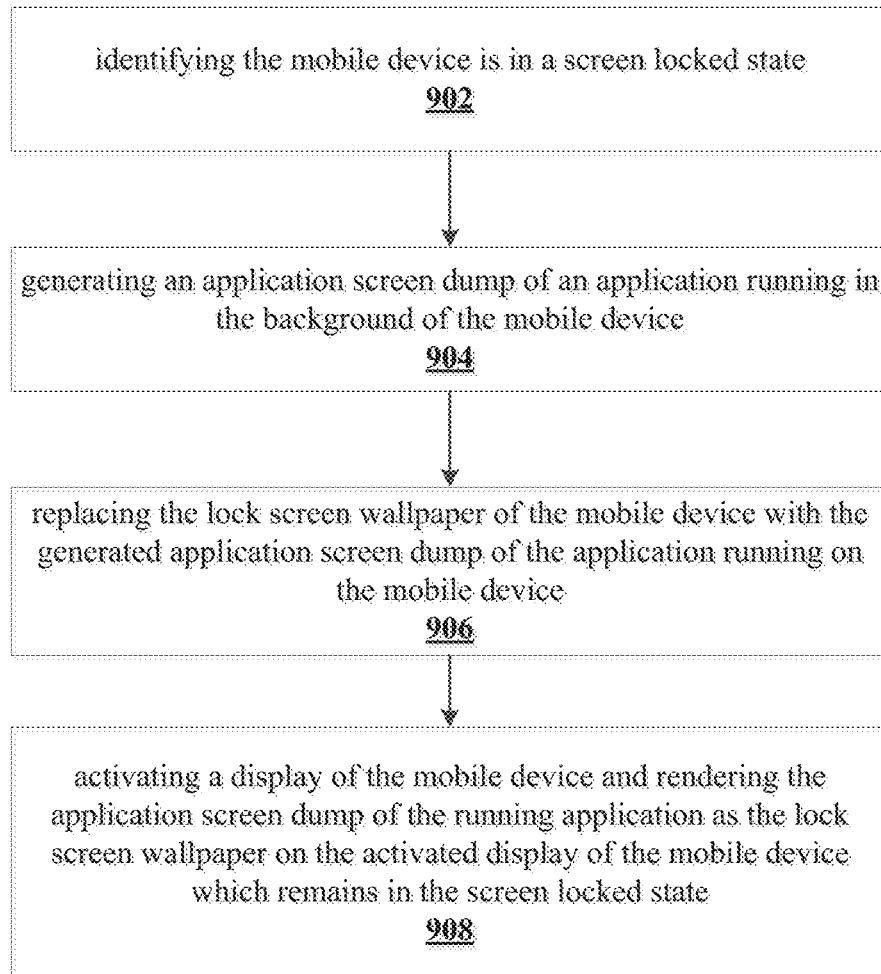 identifying the mobile device is in a screen locked state
902
generating an application screen dump of an application running in
the background of the mobile device
904
replacing the lock screen wallpaper of the mobile device with the
generated application screen dump of the application running on
the mobile device
906
activating a display of the mobile device and rendering the
application screen dump of the running application as the lock
screen wallpaper on the activated display of the mobile device
which remains in the screen locked state
908